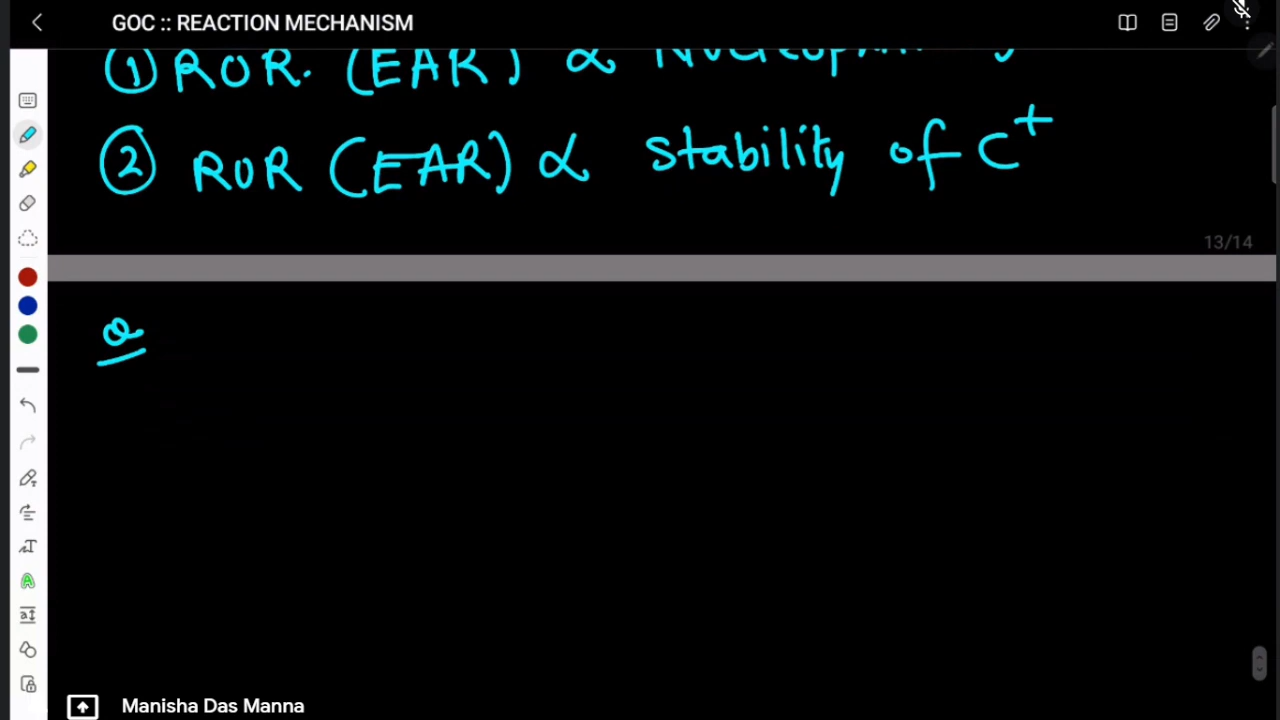 GOC :: REACTION MECHANISM
① ROR. (EAR) ∝
② ROR (EAR) ∝ stability of C⁺
13/14
Q
Manisha Das Manna